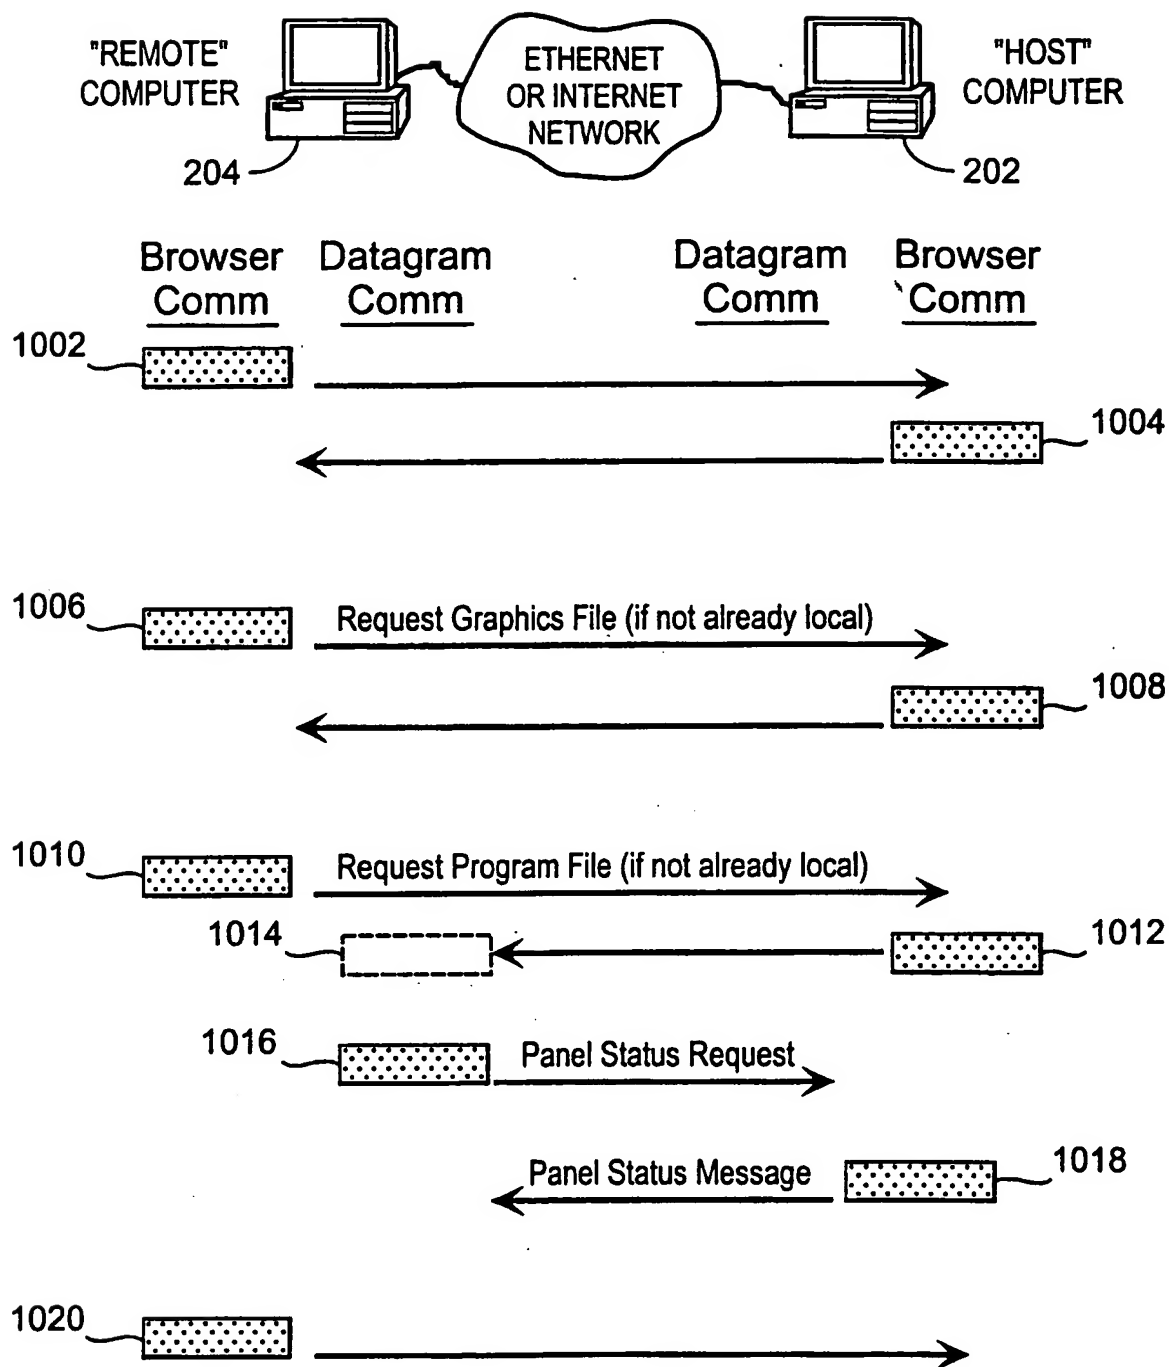 "REMOTE"
COMPUTER
ETHERNET
OR INTERNET
NETWORK
"HOST"
COMPUTER
204
202
Browser
Comm
Datagram
Comm
Datagram
Comm
Browser
Comm
1002
1004
1006
Request Graphics File (if not already local)
1008
1010
Request Program File (if not already local)
1014
1012
1016
Panel Status Request
Panel Status Message
1018
1020